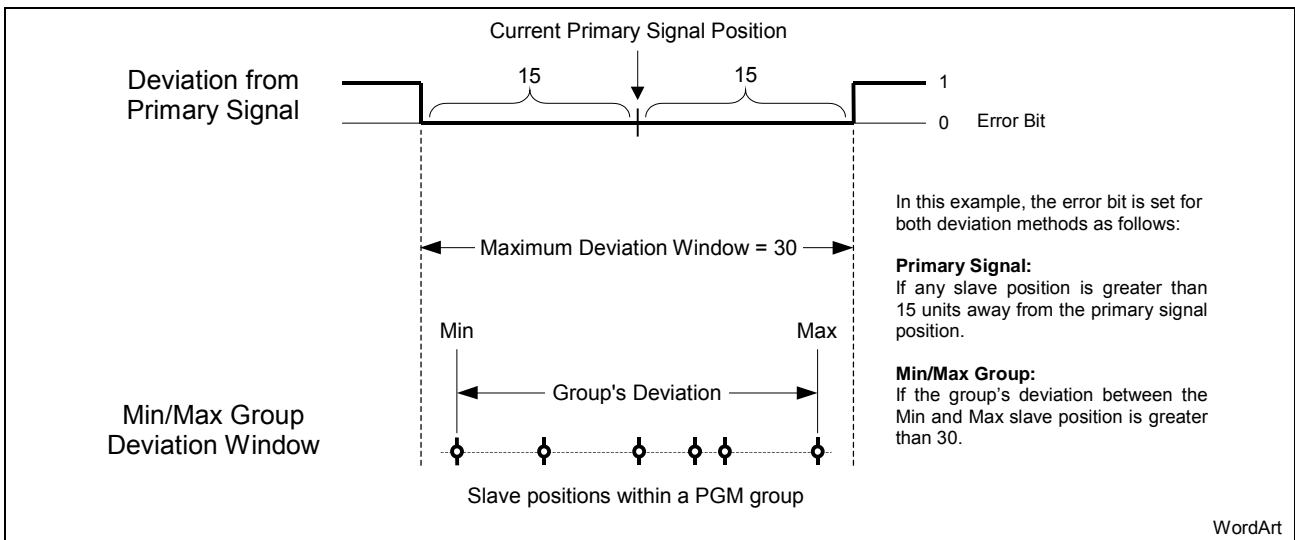 Current Primary Signal Position
Deviation from
Primary Signal
15
15
1
0 Error Bit
In this example, the error bit is set for
both deviation methods as follows:
Maximum Deviation Window = 30
Primary Signal:
If any slave position is greater than
15 units away from the primary signal
position.
Min
Max
Min/Max Group:
If the group's deviation between the
Min and Max slave position is greater
than 30.
Group's Deviation
Min/Max Group
Deviation Window
Slave positions within a PGM group
WordArt